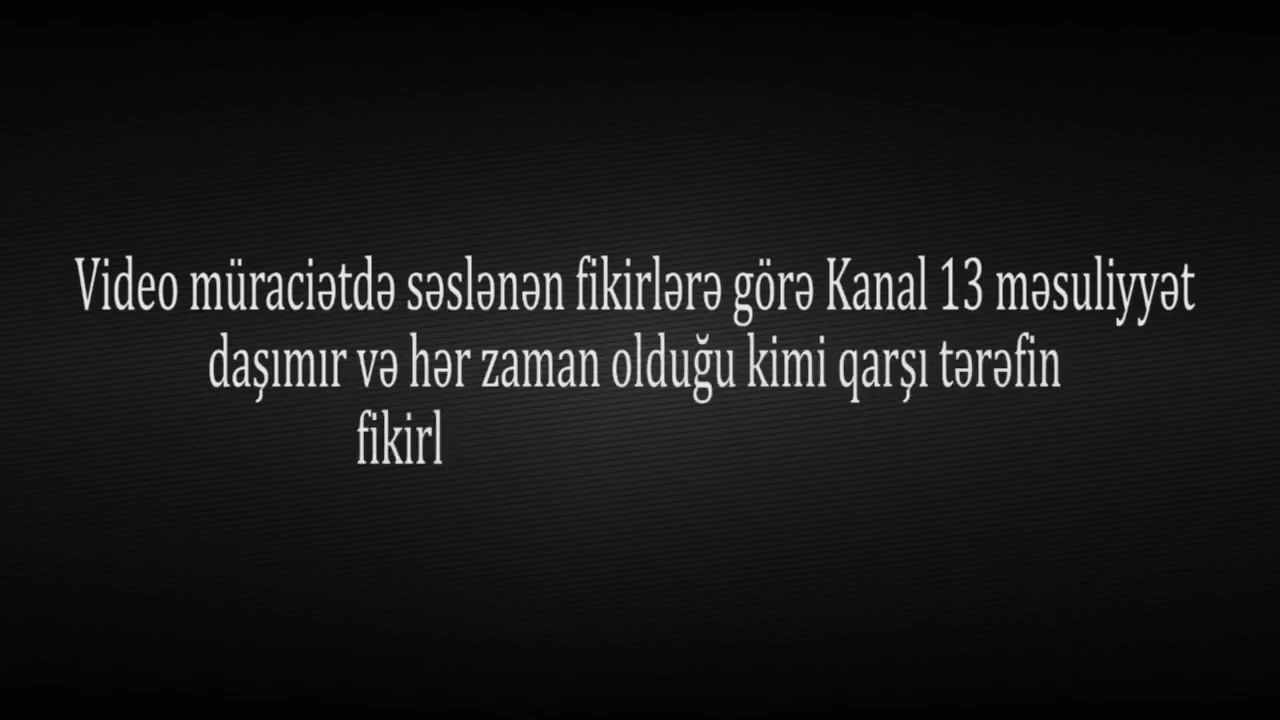 Video müraciətdə səslənən fikirlərə görə Kanal 13 məsuliyyət
daşımır və hər zaman olduğu kimi qarşı tərəfin
fikirl